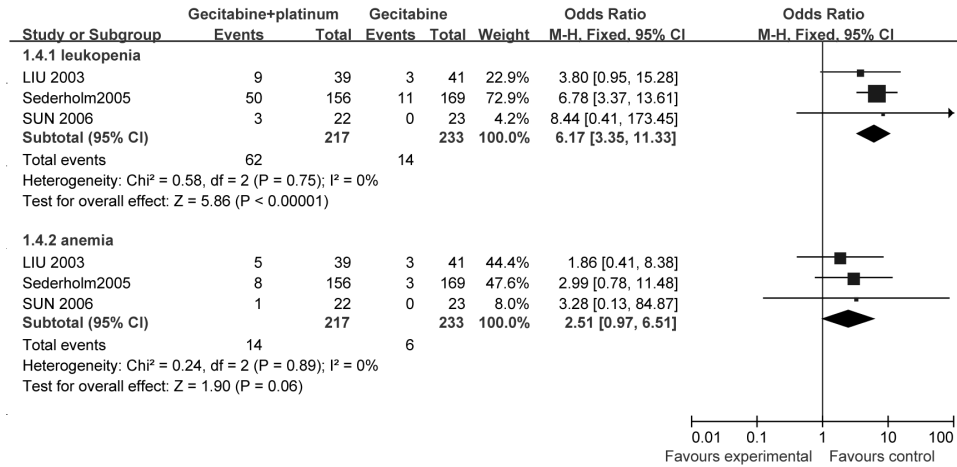 Gecitabine+platinum Gecitabine Odds Ratio Odds Ratio
Study or Subgroup Events Total Events Total Weight M-H. Fixed. 95% CI M-H. Fixed. 95% CI
1.4.1 leukopenia
LIU 2003 9 39 3 41 22.9% 3.80 [0.95, 15.28]
Sederholm2005 50 156 11 169 72.9% 6.78 [3.37, 13.61]
SUN 2006 3 22 0 23 4.2% 8.44 [0.41, 173.45]
Subtotal (95% CI) 217 233 100.0% 6.17 [3.35, 11.33]
Total events 62 14
Heterogeneity: Chi² = 0.58, df = 2 (P = 0.75); I² = 0%
Test for overall effect: Z = 5.86 (P < 0.00001)
1.4.2 anemia
LIU 2003 5 39 3 41 44.4% 1.86 [0.41, 8.38]
Sederholm2005 8 156 3 169 47.6% 2.99 [0.78, 11.48]
SUN 2006 1 22 0 23 8.0% 3.28 [0.13, 84.87]
Subtotal (95% CI) 217 233 100.0% 2.51 [0.97, 6.51]
Total events 14 6
Heterogeneity: Chi² = 0.24, df = 2 (P = 0.89); I² = 0%
Test for overall effect: Z = 1.90 (P = 0.06)
0.01 0.1 1 10 100
Favours experimental Favours control